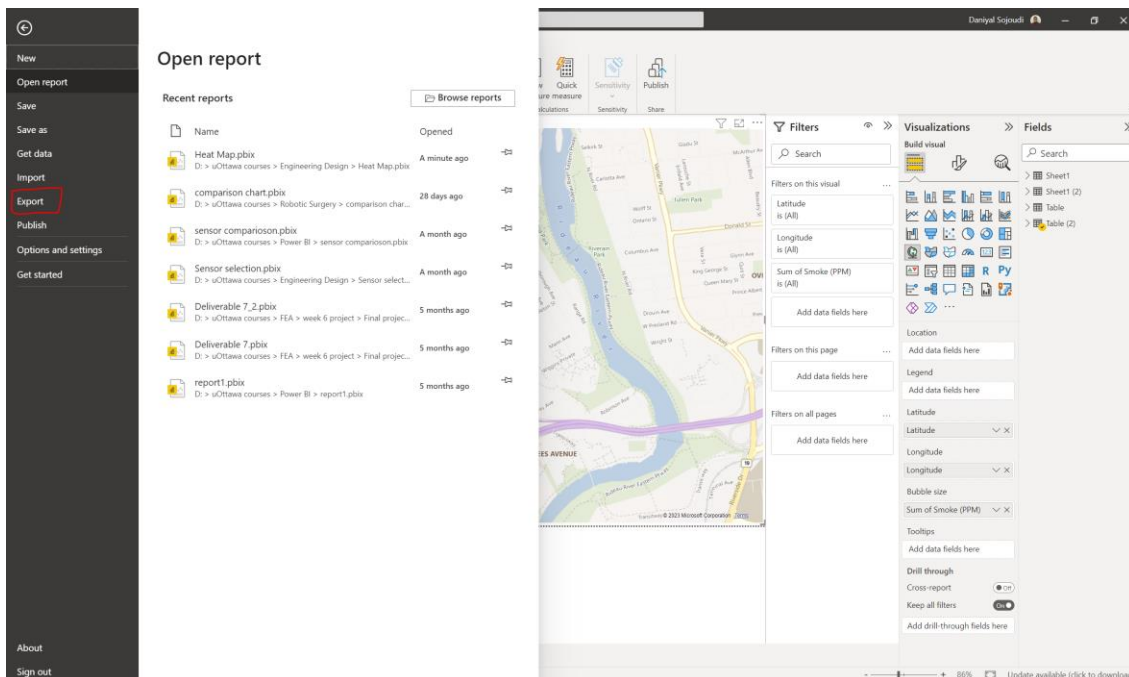 Daniyal Sojoudi
New
Open report
Save
Save as
Get data
Import
Export
Publish
Options and settings
Get started
About
Sign out
Open report
Recent reports
Browse reports
Name Opened
Heat Map.pbix
D: > uOttawa courses > Engineering Design > Heat Map.pbix
A minute ago
comparison chart.pbix
D: > uOttawa courses > Robotic Surgery > comparison char...
28 days ago
sensor comparioson.pbix
D: > uOttawa courses > Power BI > sensor comparioson.pbix
A month ago
Sensor selection.pbix
D: > uOttawa courses > Engineering Design > Sensor select...
A month ago
Deliverable 7_2.pbix
D: > uOttawa courses > FEA > week 6 project > Final projec...
5 months ago
Deliverable 7.pbix
D: > uOttawa courses > FEA > week 6 project > Final projec...
5 months ago
report1.pbix
D: > uOttawa courses > Power BI > report1.pbix
5 months ago
Quick
measure
Sensitivity
Publish
Sensitivity
Share
Donald St
EES AVENUE
© 2023 Microsoft Corporation Terms
Filters
Search
Filters on this visual ...
Latitude
is (All)
Longitude
is (All)
Sum of Smoke (PPM)
is (All)
Add data fields here
Filters on this page ...
Add data fields here
Filters on all pages ...
Add data fields here
Visualizations
Build visual
R Py
...
Location
Add data fields here
Legend
Add data fields here
Latitude
Latitude
Longitude
Longitude
Bubble size
Sum of Smoke (PPM)
Tooltips
Add data fields here
Drill through
Cross-report Off
Keep all filters On
Add drill-through fields here
Fields
Search
Sheet1
Sheet1 (2)
Table
Table (2)
86%
Update available (click to download